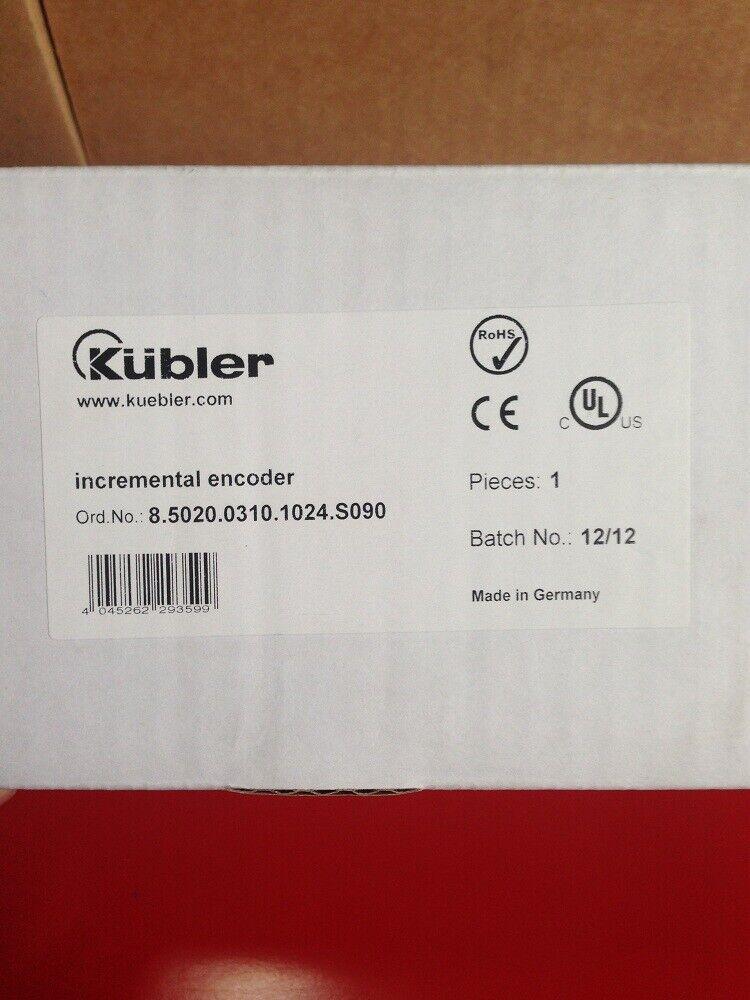 Kübler
www.kuebler.com
RoHS
CE
C UL US
incremental encoder
Ord.No.: 8.5020.0310.1024.S090
4 045262 293599
Pieces: 1
Batch No.: 12/12
Made in Germany